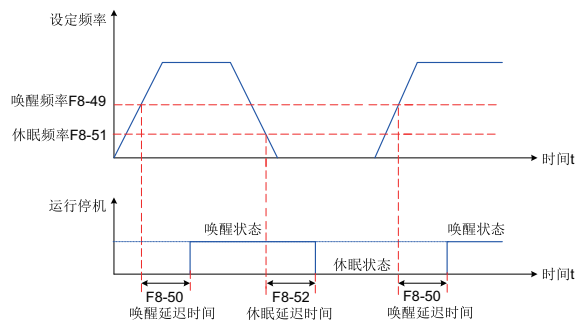 设定频率
唤醒频率F8-49
休眠频率F8-51
时间t
运行停机
唤醒状态
唤醒状态
休眠状态
时间t
F8-50
唤醒延迟时间
F8-52
休眠延迟时间
F8-50
唤醒延迟时间